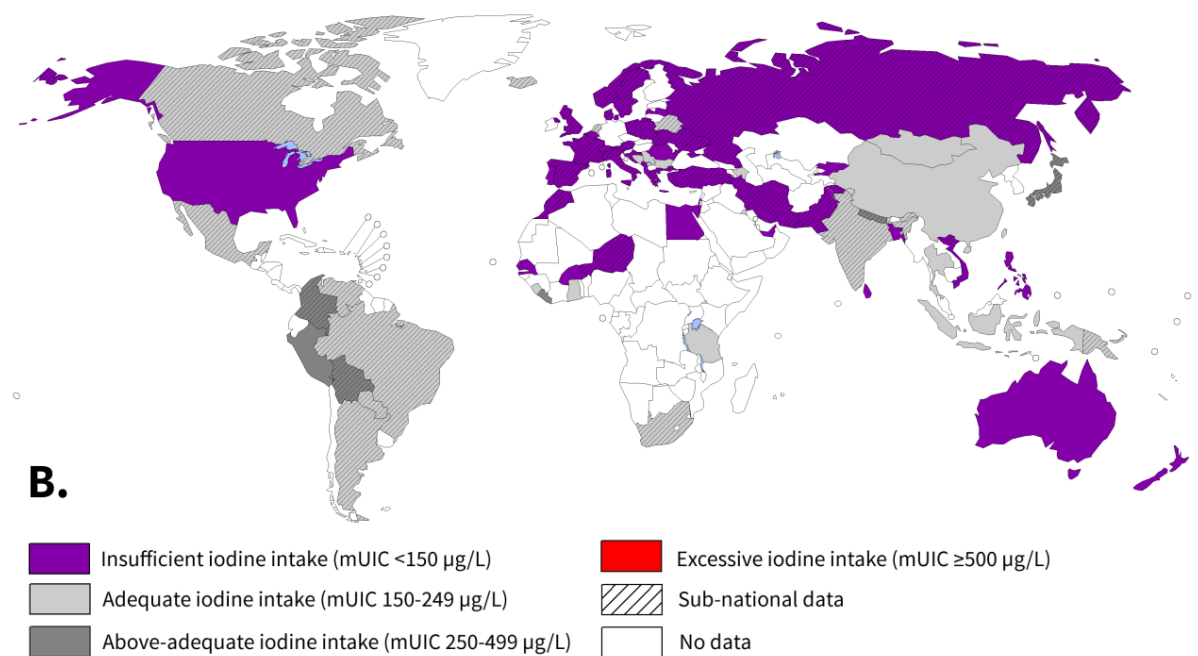 B.
Insufficient iodine intake (mUIC <150 µg/L)
Adequate iodine intake (mUIC 150-249 µg/L)
Above-adequate iodine intake (mUIC 250-499 µg/L)
Excessive iodine intake (mUIC ≥500 µg/L)
Sub-national data
No data